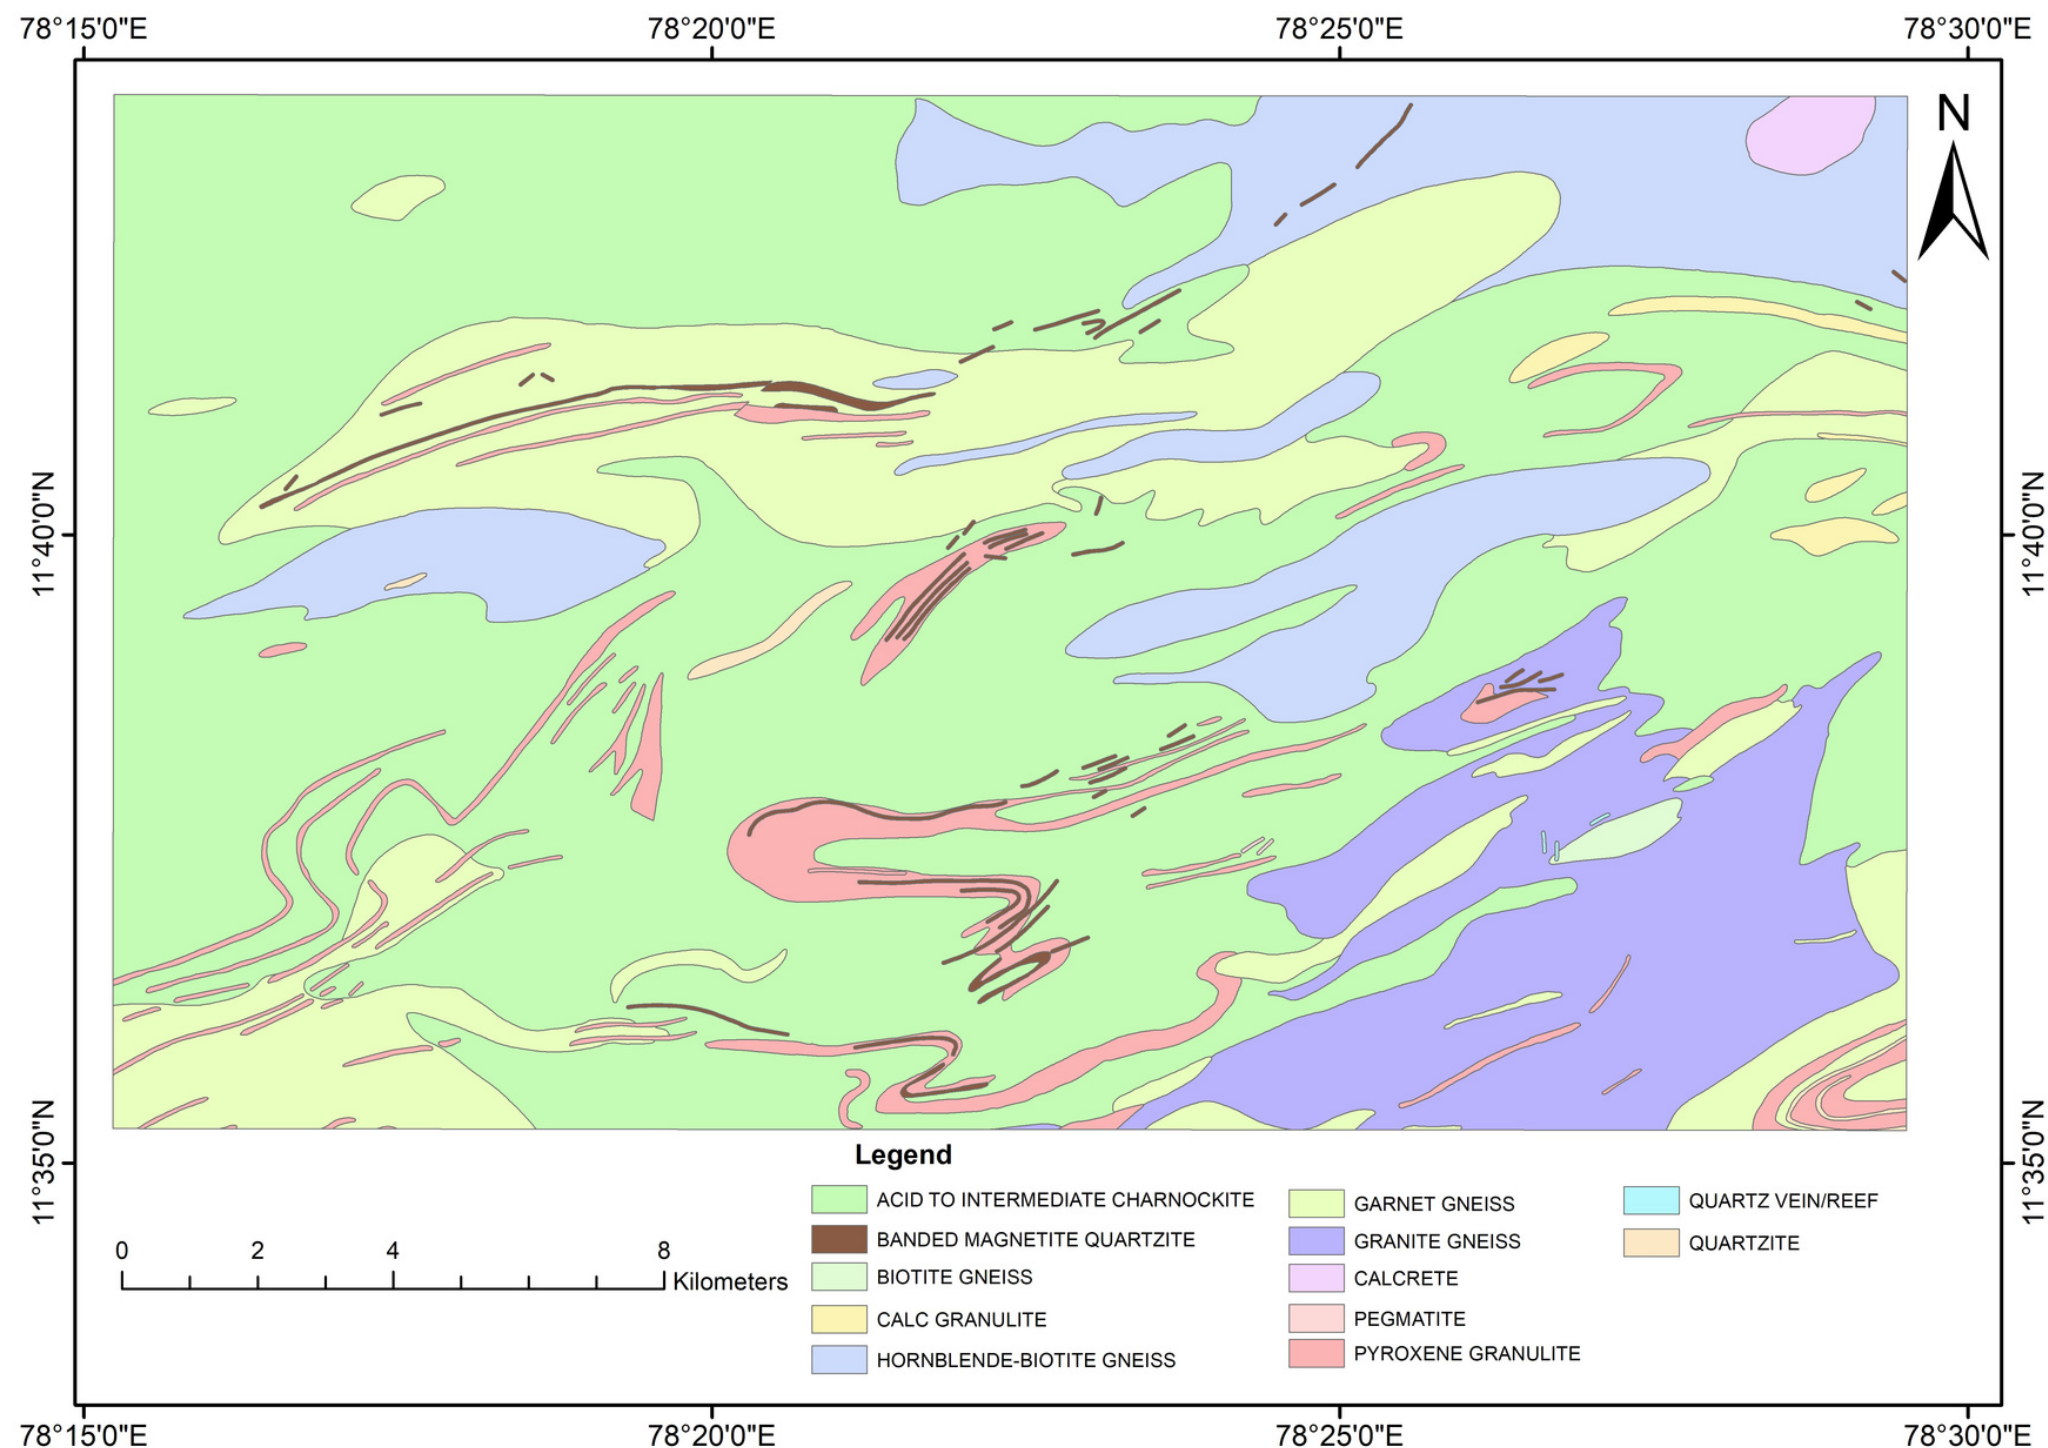 78°15'0"E 78°20'0"E 78°25'0"E 78°30'0"E
N
11°40'0"N 11°40'0"N
11°35'0"N 11°35'0"N
Legend
ACID TO INTERMEDIATE CHARNOCKITE
BANDED MAGNETITE QUARTZITE
BIOTITE GNEISS
CALC GRANULITE
HORNBLENDE-BIOTITE GNEISS
GARNET GNEISS
GRANITE GNEISS
CALCRETE
PEGMATITE
PYROXENE GRANULITE
QUARTZ VEIN/REEF
QUARTZITE
0 2 4 8
Kilometers
78°15'0"E 78°20'0"E 78°25'0"E 78°30'0"E